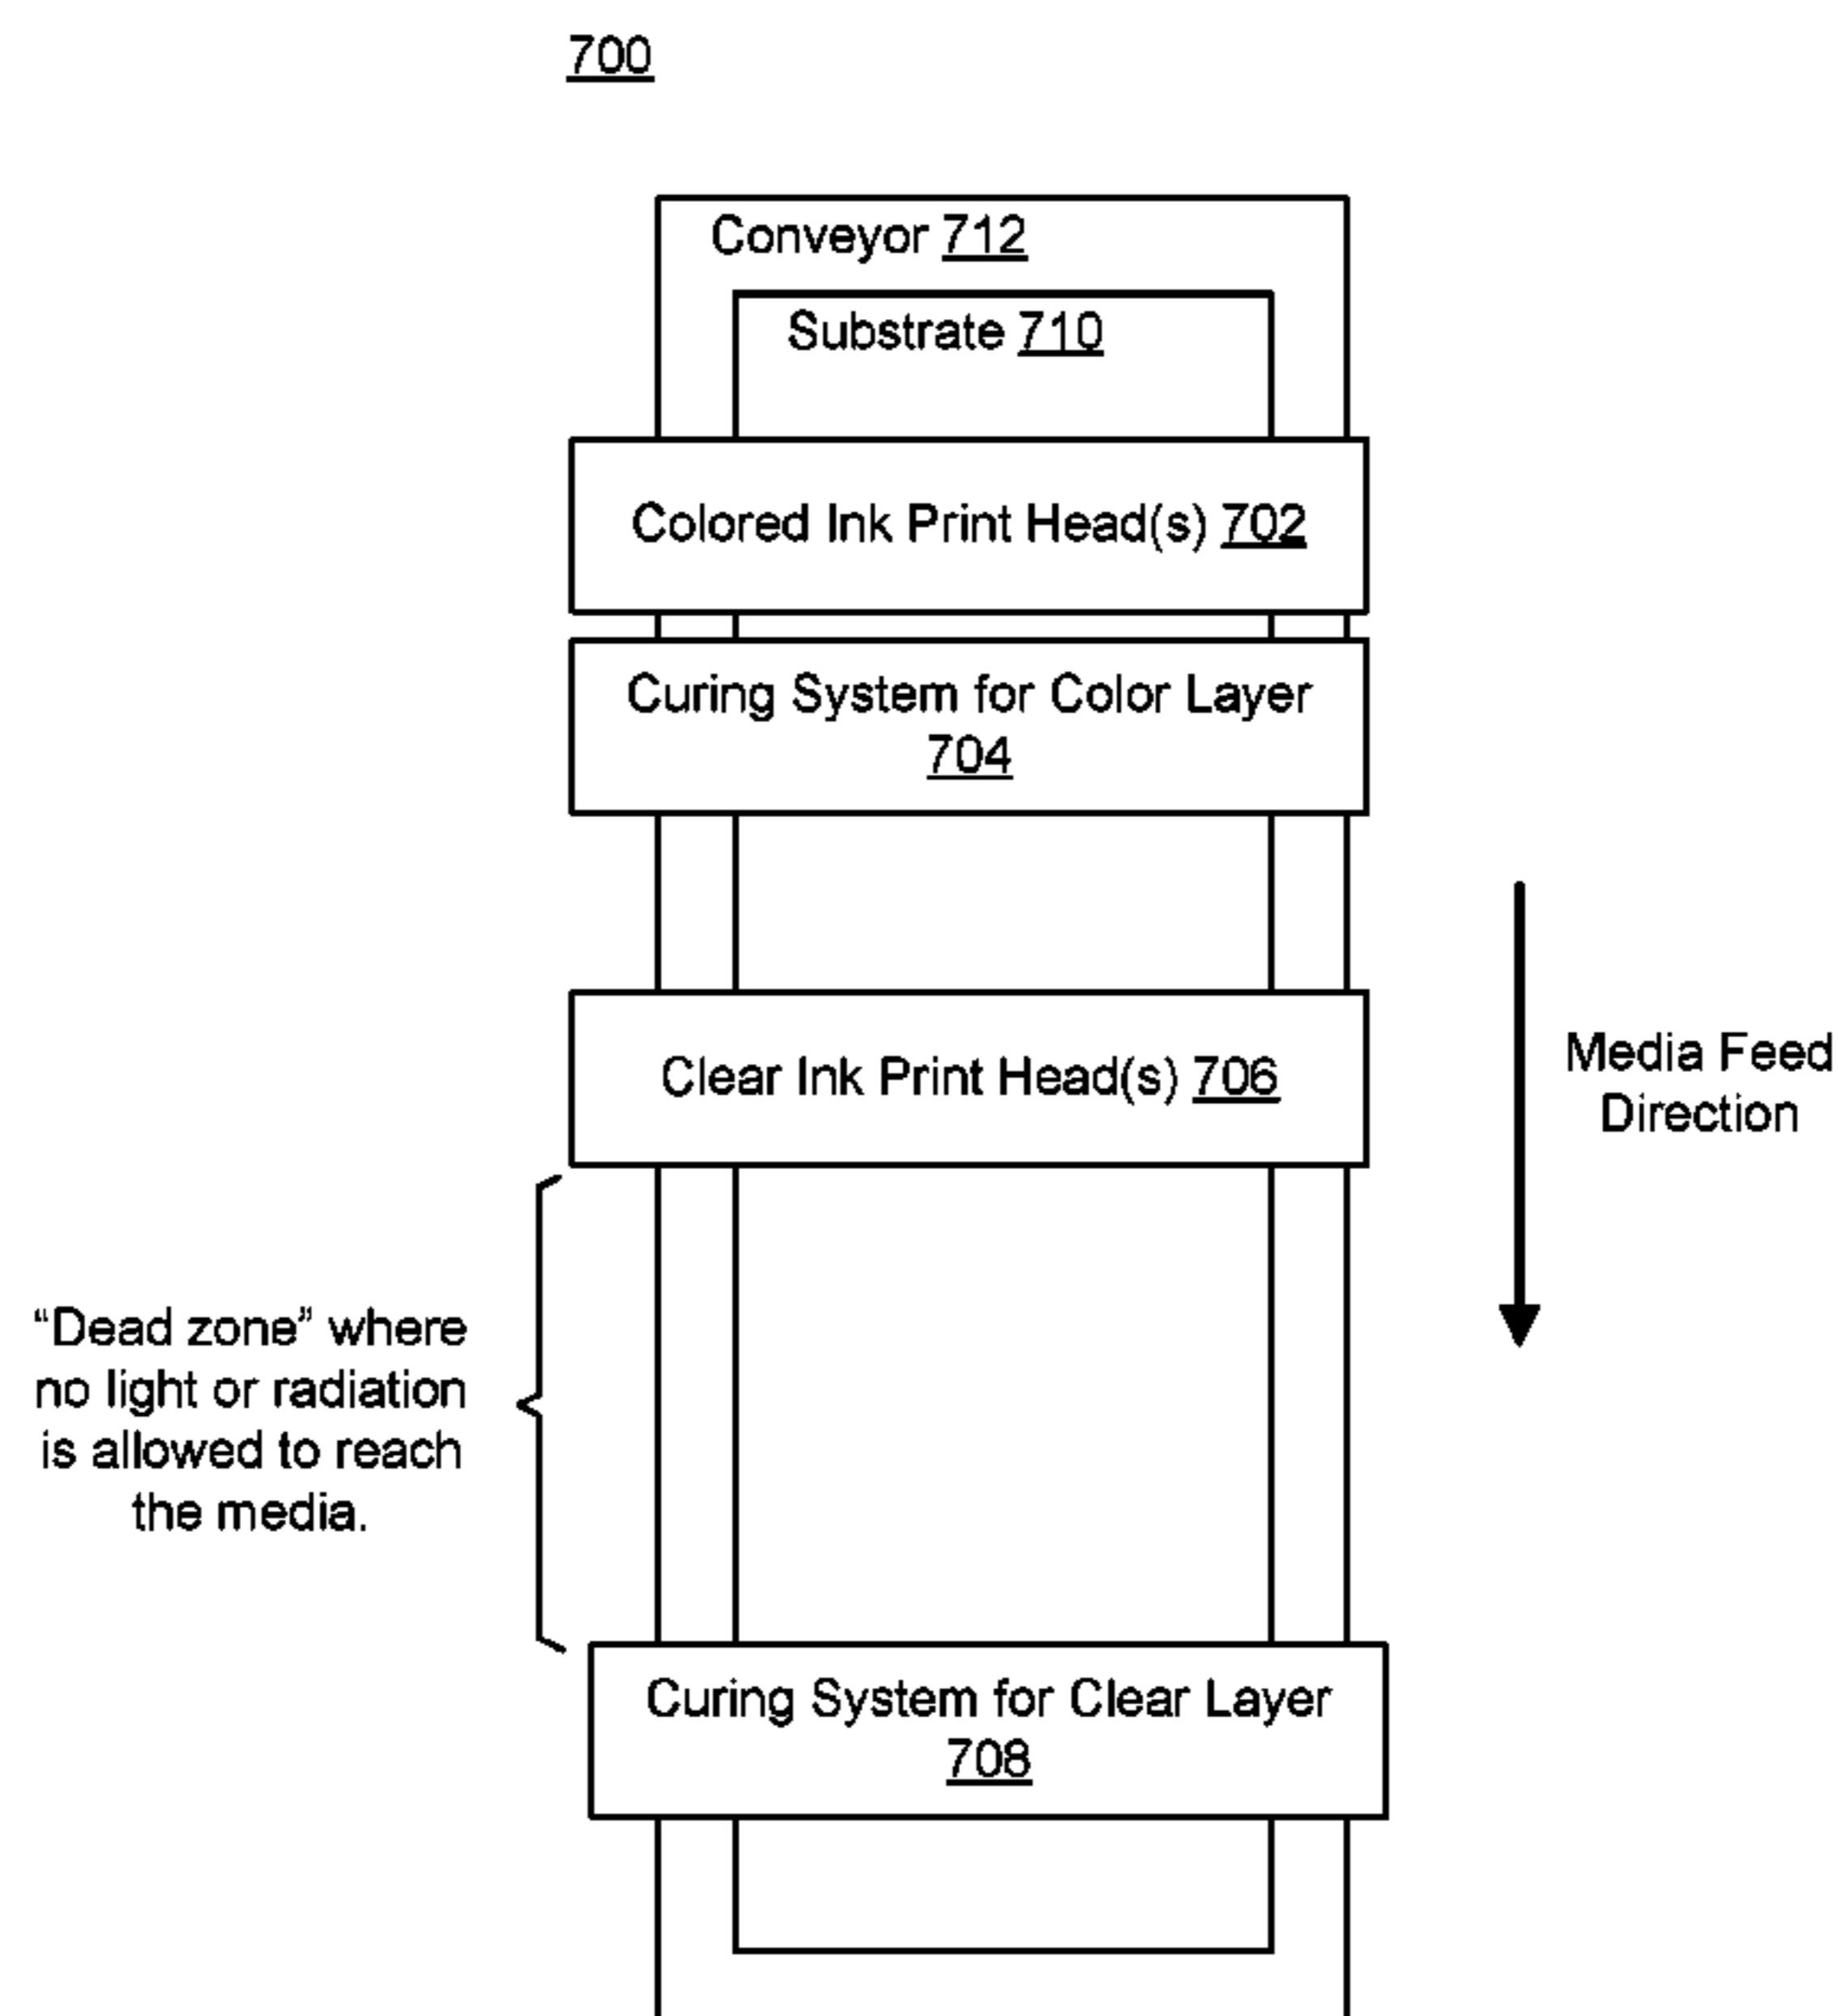 700
Conveyor 712
Substrate 710
Colored Ink Print Head(s) 702
Curing System for Color Layer
704
Clear Ink Print Head(s) 706
Media Feed
Direction
“Dead zone” where
no light or radiation
is allowed to reach
the media.
Curing System for Clear Layer
708